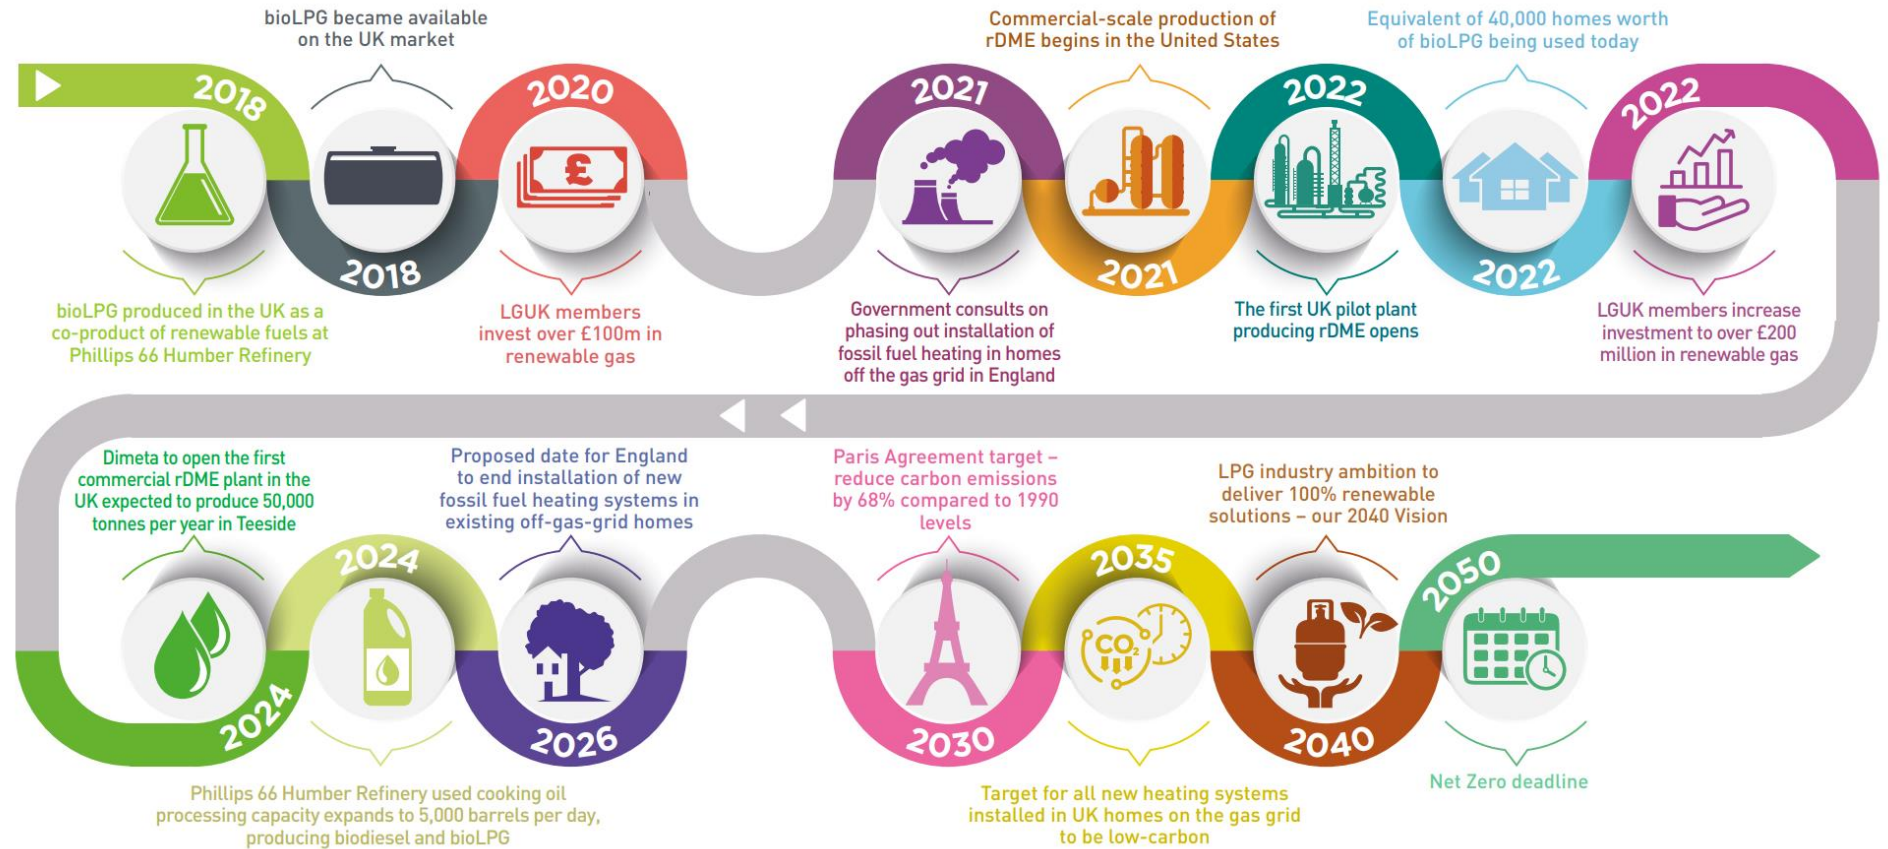 2018
bioLPG produced in the UK as a
co-product of renewable fuels at
Phillips 66 Humber Refinery
bioLPG became available
on the UK market
2018
2020
£
LGUK members
invest over £100m in
renewable gas
2021
Government consults on
phasing out installation of
fossil fuel heating in homes
off the gas grid in England
Commercial-scale production of
rDME begins in the United States
2021
2022
The first UK pilot plant
producing rDME opens
Equivalent of 40,000 homes worth
of bioLPG being used today
2022
2022
LGUK members increase
investment to over £200
million in renewable gas
Dimeta to open the first
commercial rDME plant in the
UK expected to produce 50,000
tonnes per year in Teeside
2024
2024
Phillips 66 Humber Refinery used cooking oil
processing capacity expands to 5,000 barrels per day,
producing biodiesel and bioLPG
Proposed date for England
to end installation of new
fossil fuel heating systems in
existing off-gas-grid homes
2026
Paris Agreement target –
reduce carbon emissions
by 68% compared to 1990
levels
2030
2035
CO2
Target for all new heating systems
installed in UK homes on the gas grid
to be low-carbon
LPG industry ambition to
deliver 100% renewable
solutions – our 2040 Vision
2040
2050
Net Zero deadline